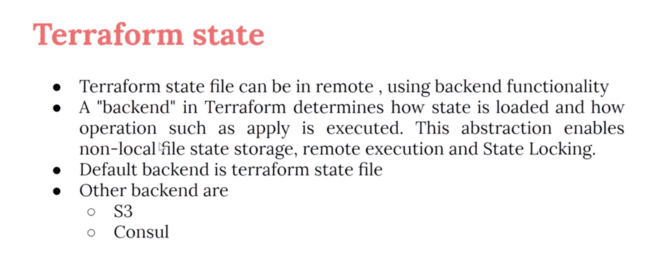 Terraform state
● Terraform state file can be in remote , using backend functionality
● A "backend" in Terraform determines how state is loaded and how
operation such as apply is executed. This abstraction enables
non-local file state storage, remote execution and State Locking.
● Default backend is terraform state file
● Other backend are
○ S3
○ Consul